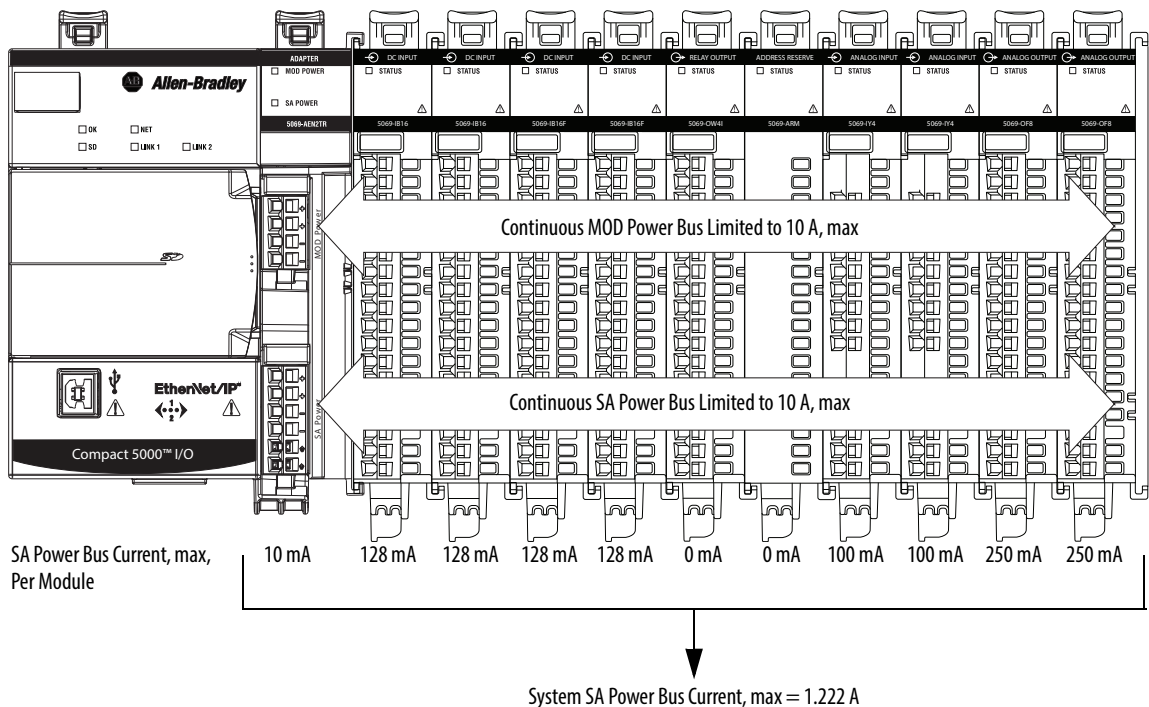 ADAPTER
MOD POWER
SA POWER
5069-AEN2TR
AB Allen-Bradley
OK NET
SD LINK 1 LINK 2
DC INPUT DC INPUT DC INPUT DC INPUT RELAY OUTPUT ADDRESS RESERVE ANALOG INPUT ANALOG INPUT ANALOG OUTPUT ANALOG OUTPUT
STATUS STATUS STATUS STATUS STATUS STATUS STATUS STATUS STATUS
5069-IB16 5069-IB16 5069-IB16F 5069-IB16F 5069-OW4I 5069-ARM 5069-IY4 5069-IY4 5069-OF8 5069-OF8
MOD Power
Continuous MOD Power Bus Limited to 10 A, max
SA Power
Continuous SA Power Bus Limited to 10 A, max
EtherNet/IP™
1
2
Compact 5000™ I/O
SA Power Bus Current, max,
Per Module
10 mA 128 mA 128 mA 128 mA 128 mA 0 mA 0 mA 100 mA 100 mA 250 mA 250 mA
System SA Power Bus Current, max = 1.222 A